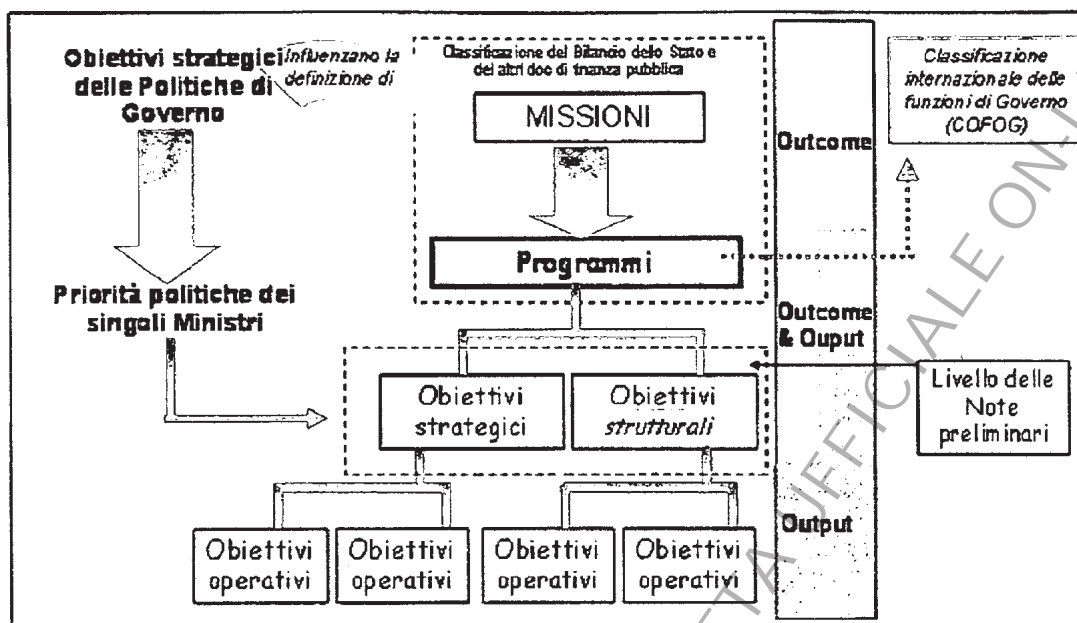 Obiettivi strategici
delle Politiche di
Governo
Influenzano la
definizione di
Classificazione del Bilancio dello Stato e
dei altri doc di finanza pubblica
MISSIONI
Programmi
Classificazione
internazionale delle
funzioni di Governo
(COFOG)
Outcome
Priorità politiche dei
singoli Ministri
Outcome
& Ouput
Obiettivi
strategici
Obiettivi
strutturali
Livello delle
Note
preliminari
Output
Obiettivi
operativi
Obiettivi
operativi
Obiettivi
operativi
Obiettivi
operativi
UFFICIALE ON-